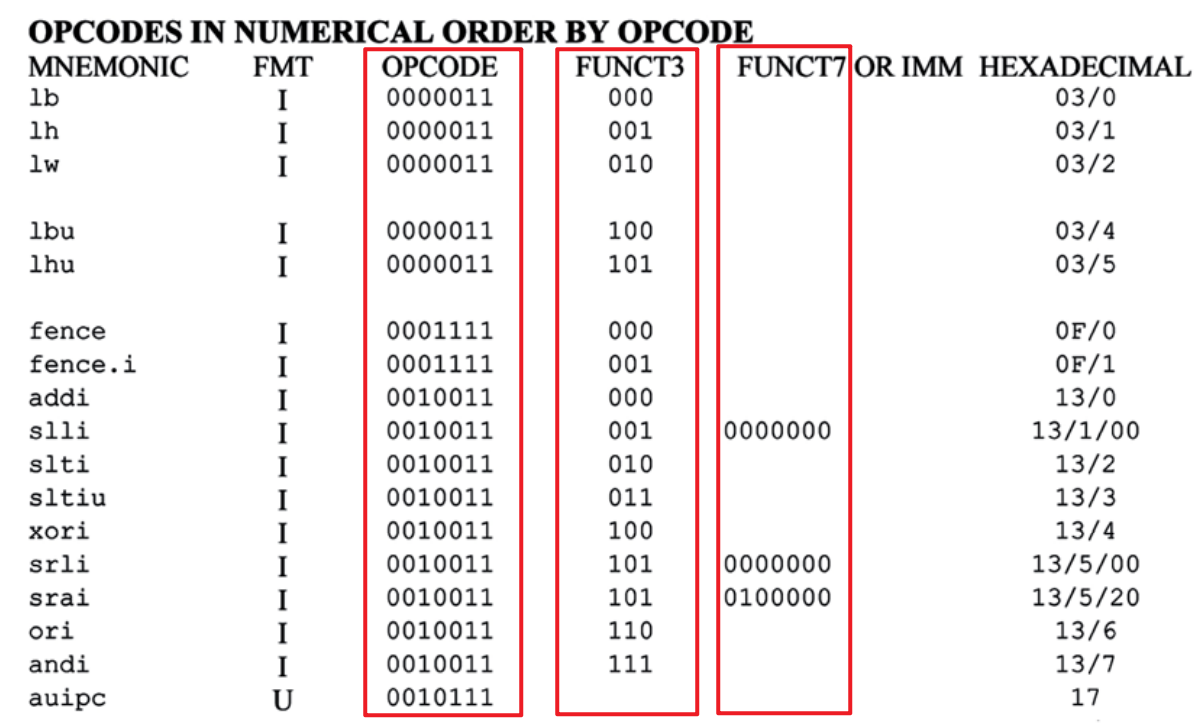 OPCODES IN NUMERICAL ORDER BY OPCODE
MNEMONIC FMT OPCODE FUNCT3 FUNCT7 OR IMM HEXADECIMAL
lb I 0000011 000 03/0
lh I 0000011 001 03/1
lw I 0000011 010 03/2
lbu I 0000011 100 03/4
lhu I 0000011 101 03/5
fence I 0001111 000 0F/0
fence.i I 0001111 001 0F/1
addi I 0010011 000 13/0
slli I 0010011 001 0000000 13/1/00
slti I 0010011 010 13/2
sltiu I 0010011 011 13/3
xori I 0010011 100 13/4
srli I 0010011 101 0000000 13/5/00
srai I 0010011 101 0100000 13/5/20
ori I 0010011 110 13/6
andi I 0010011 111 13/7
auipc U 0010111 17